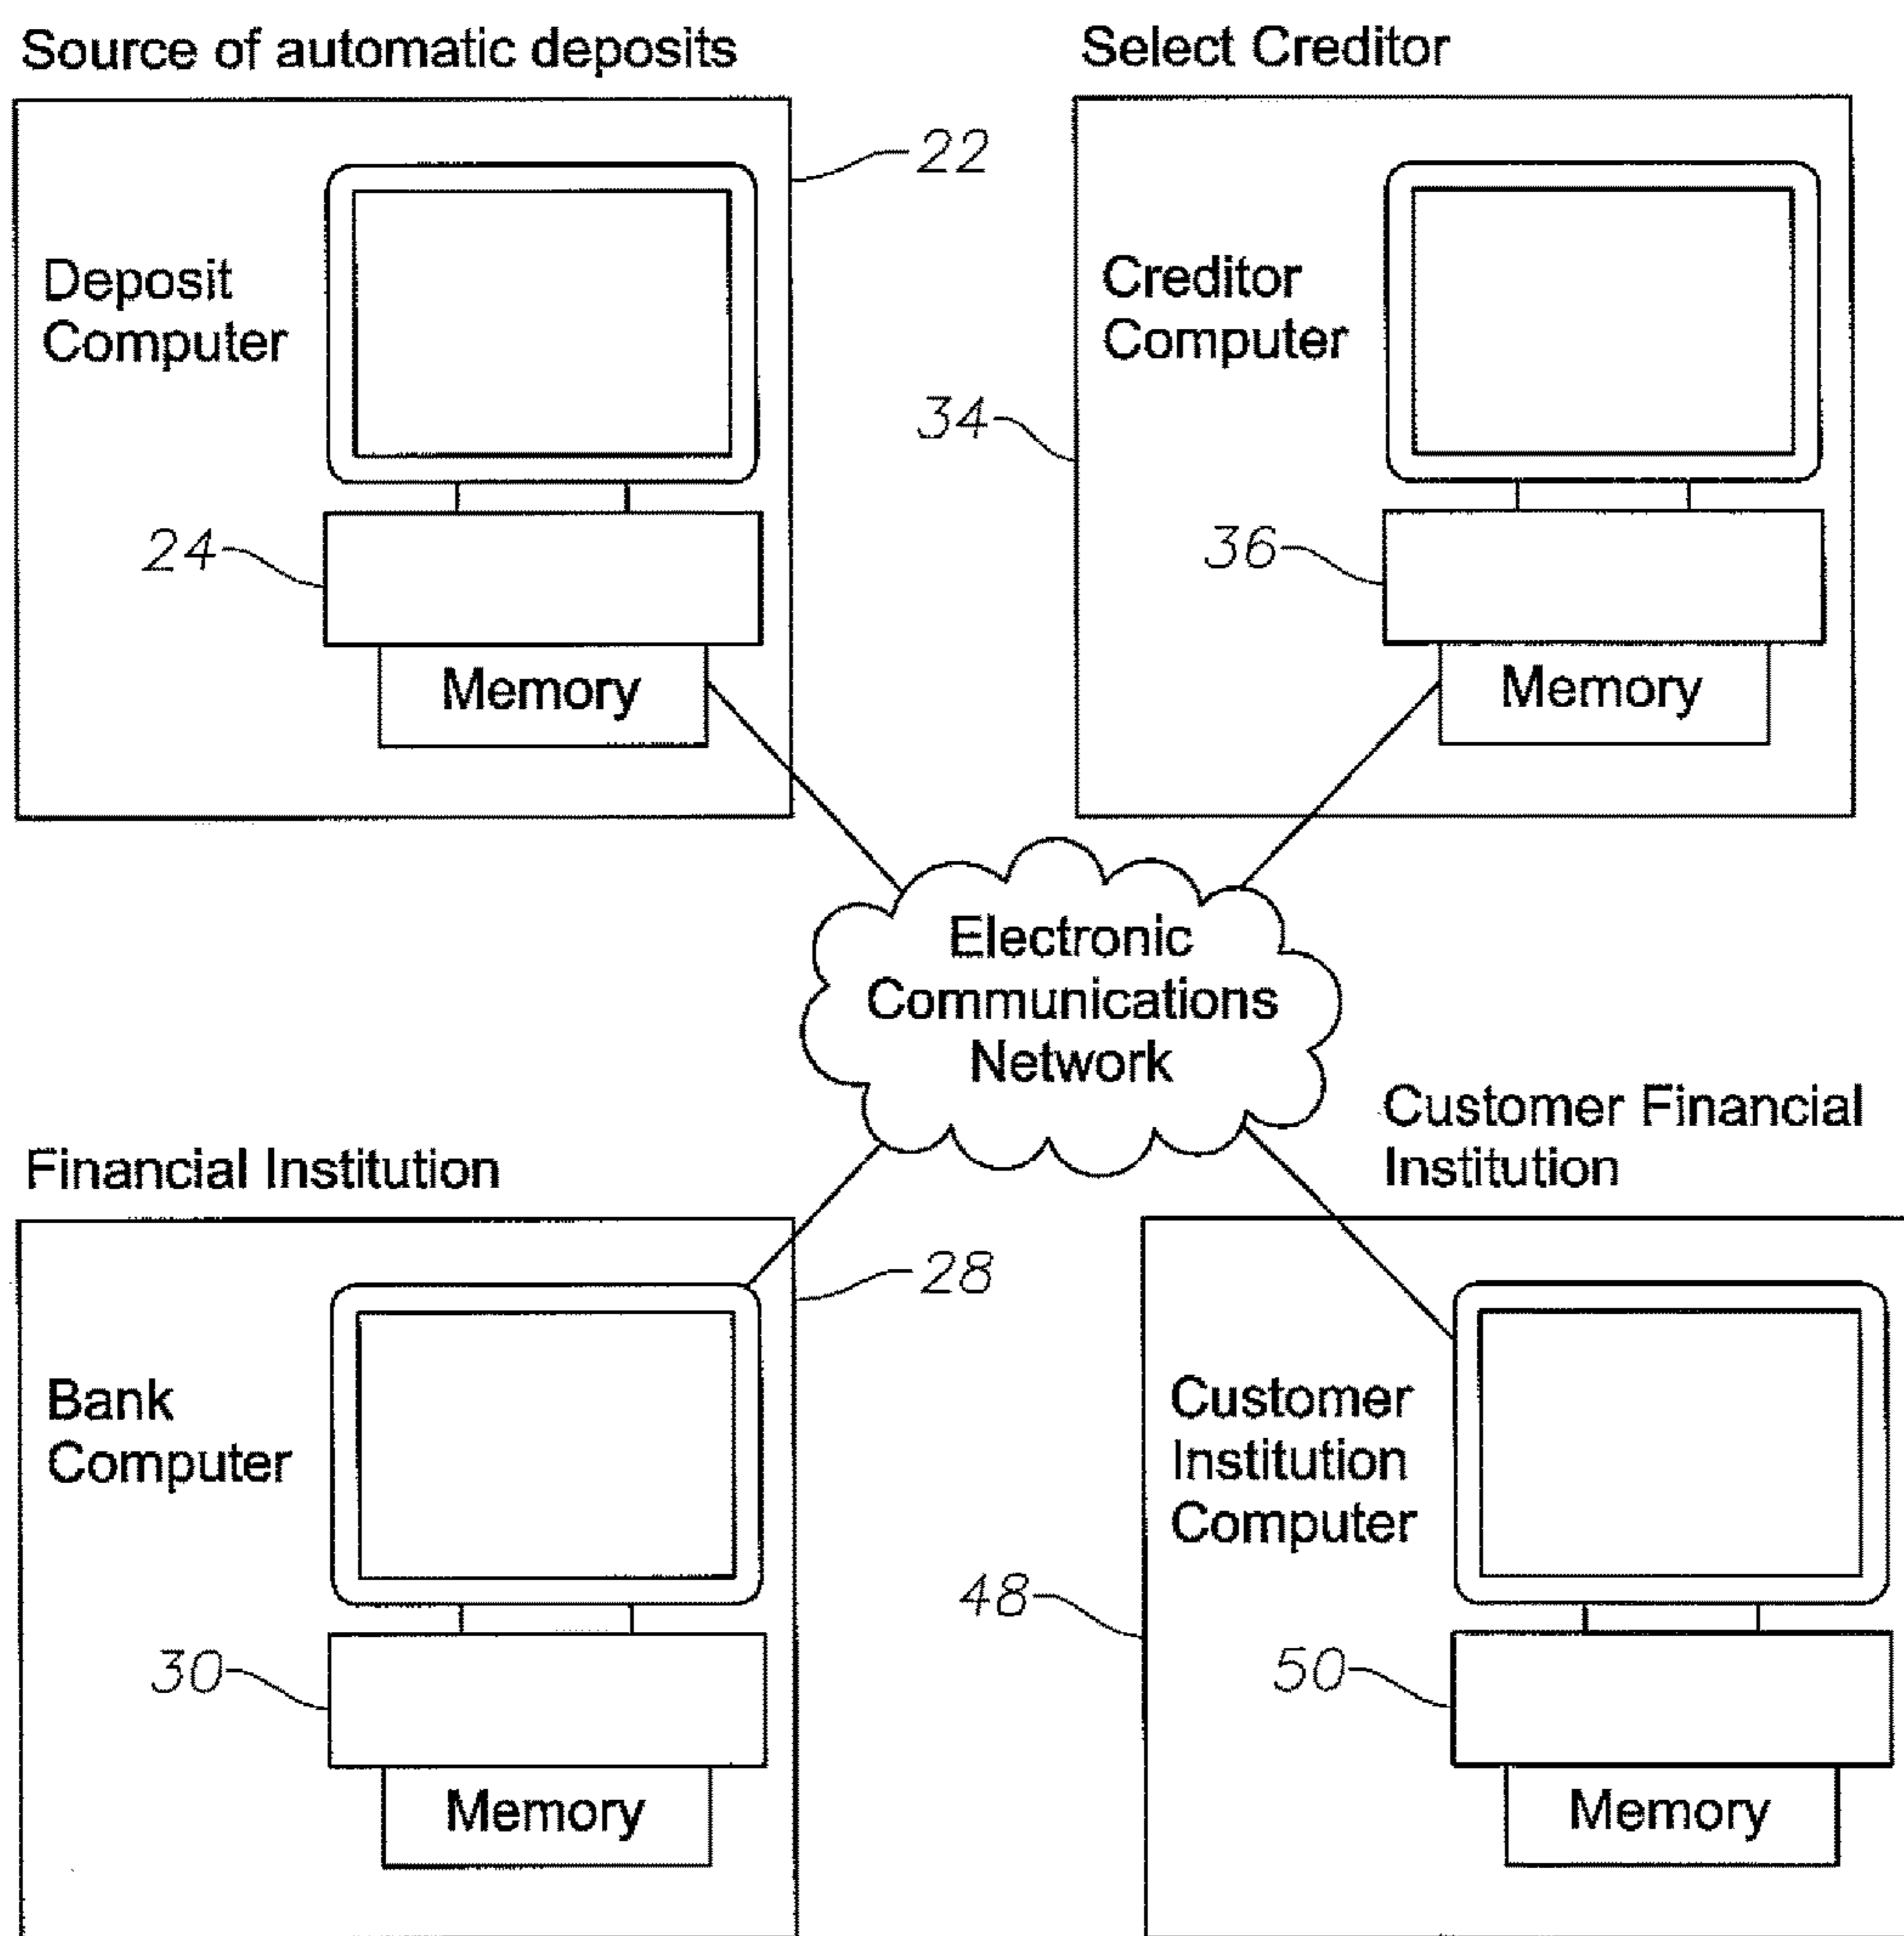 Source of automatic deposits
Select Creditor
22
Deposit
Computer
Creditor
Computer
34
24
36
Memory
Memory
Electronic
Communications
Network
Customer Financial
Institution
Financial Institution
28
Bank
Computer
Customer
Institution
Computer
48
30
50
Memory
Memory